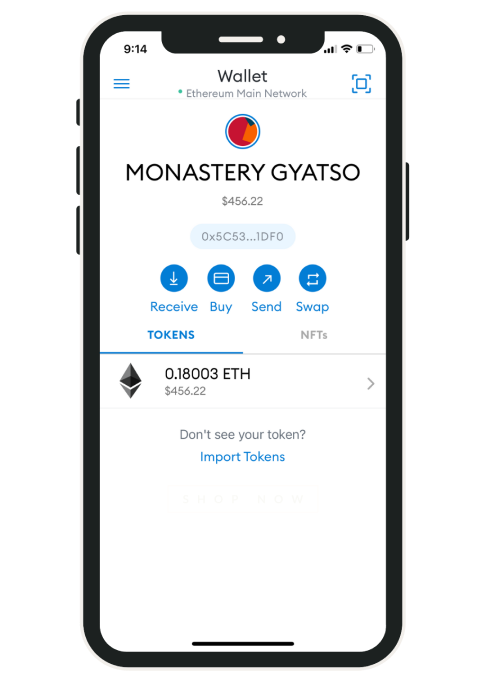 9:14
Wallet
Ethereum Main Network
MONASTERY GYATSO
$456.22
0x5C53...1DF0
Receive Buy Send Swap
TOKENS NFTs
0.18003 ETH
$456.22
Don't see your token?
Import Tokens
SHOP NOW